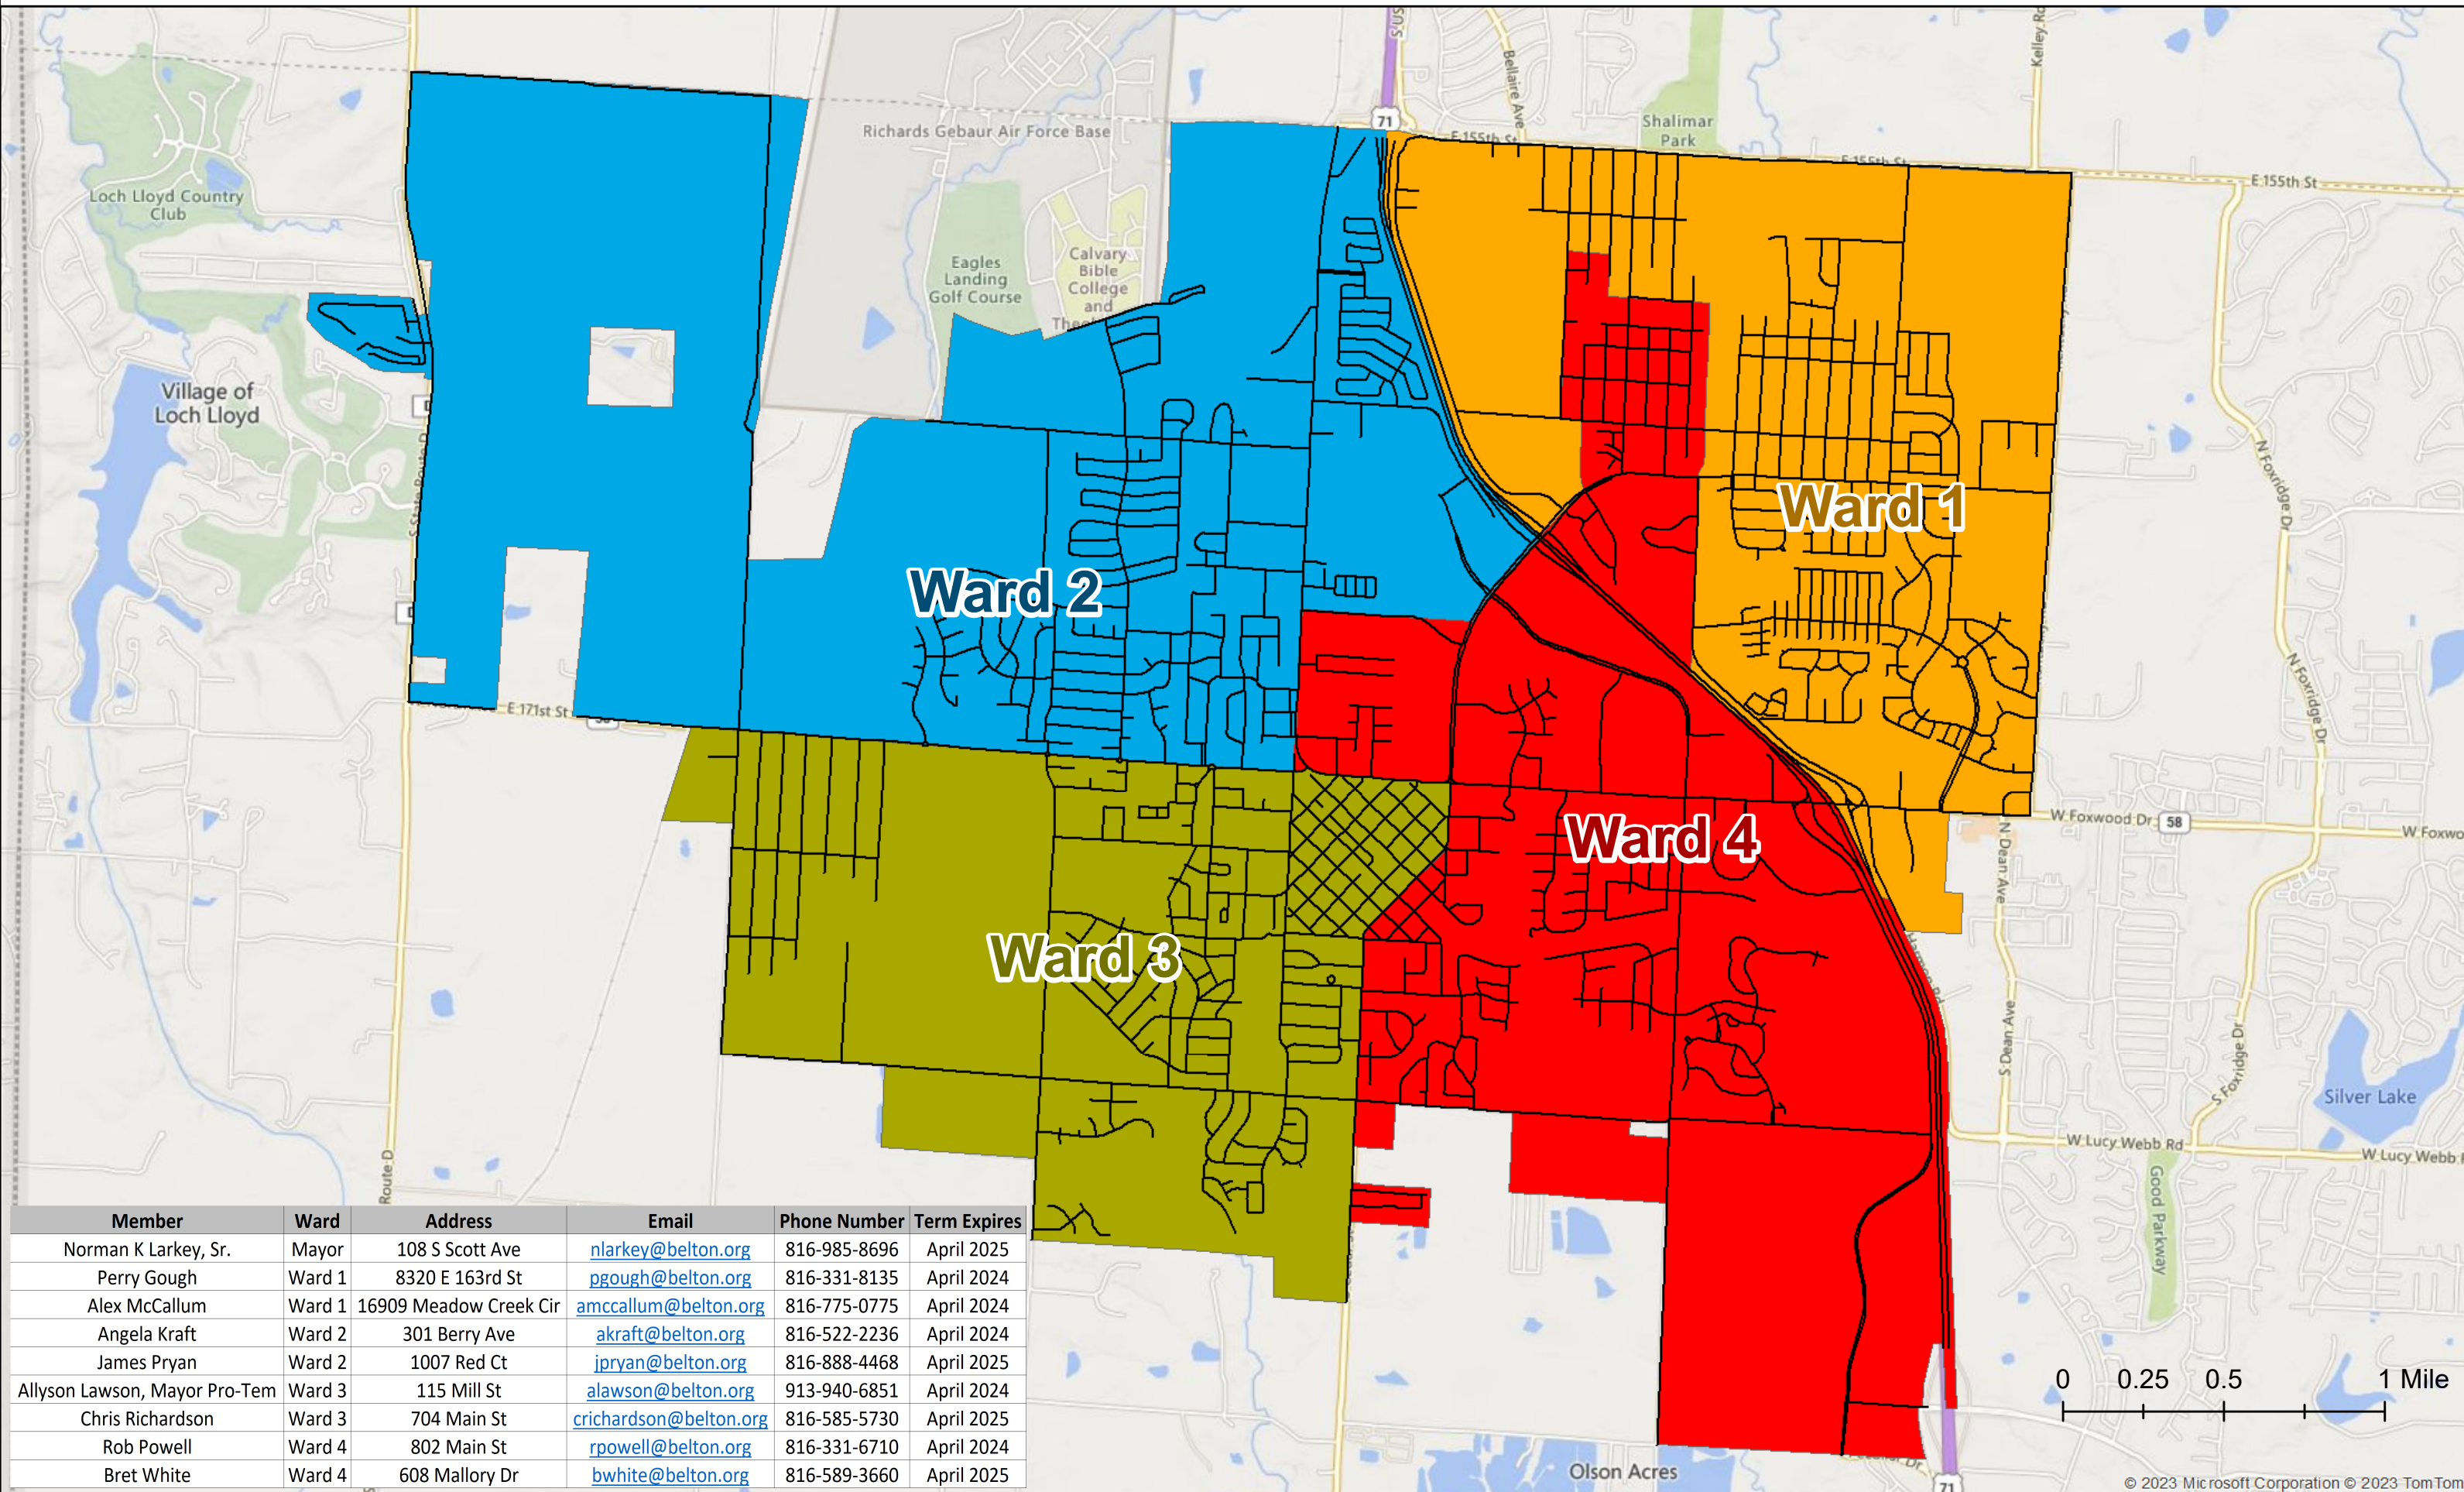 S US
71
Bellaire Ave
Kelley Rd
Shalimar
Park
E 155th St
E 155th St
E 155th St
Richards Gebaur Air Force Base
Loch Lloyd Country
Club
Eagles
Landing
Golf Course
Calvary
Bible
College
and
Village of
Loch Lloyd
S State Route D
N Foxridge Dr
Ward 1
Ward 2
N Foxridge Dr
E 171st St
W Foxwood Dr
58
W Foxwo
Ward 4
N Dean Ave
Ward 3
S Dean Ave
S Foxridge Dr
Silver Lake
W Lucy Webb Rd
W Lucy Webb
Good Parkway
Route D
Member Ward Address Email Phone Number Term Expires
Norman K Larkey, Sr. Mayor 108 S Scott Ave nlarkey@belton.org 816-985-8696 April 2025
Perry Gough Ward 1 8320 E 163rd St pgough@belton.org 816-331-8135 April 2024
Alex McCallum Ward 1 16909 Meadow Creek Cir amccallum@belton.org 816-775-0775 April 2024
Angela Kraft Ward 2 301 Berry Ave akraft@belton.org 816-522-2236 April 2024
James Pryan Ward 2 1007 Red Ct jpryan@belton.org 816-888-4468 April 2025
Allyson Lawson, Mayor Pro-Tem Ward 3 115 Mill St alawson@belton.org 913-940-6851 April 2024
Chris Richardson Ward 3 704 Main St crichardson@belton.org 816-585-5730 April 2025
Rob Powell Ward 4 802 Main St rpowell@belton.org 816-331-6710 April 2024
Bret White Ward 4 608 Mallory Dr bwhite@belton.org 816-589-3660 April 2025
0 0.25 0.5 1 Mile
Olson Acres
71
© 2023 Microsoft Corporation © 2023 TomTom